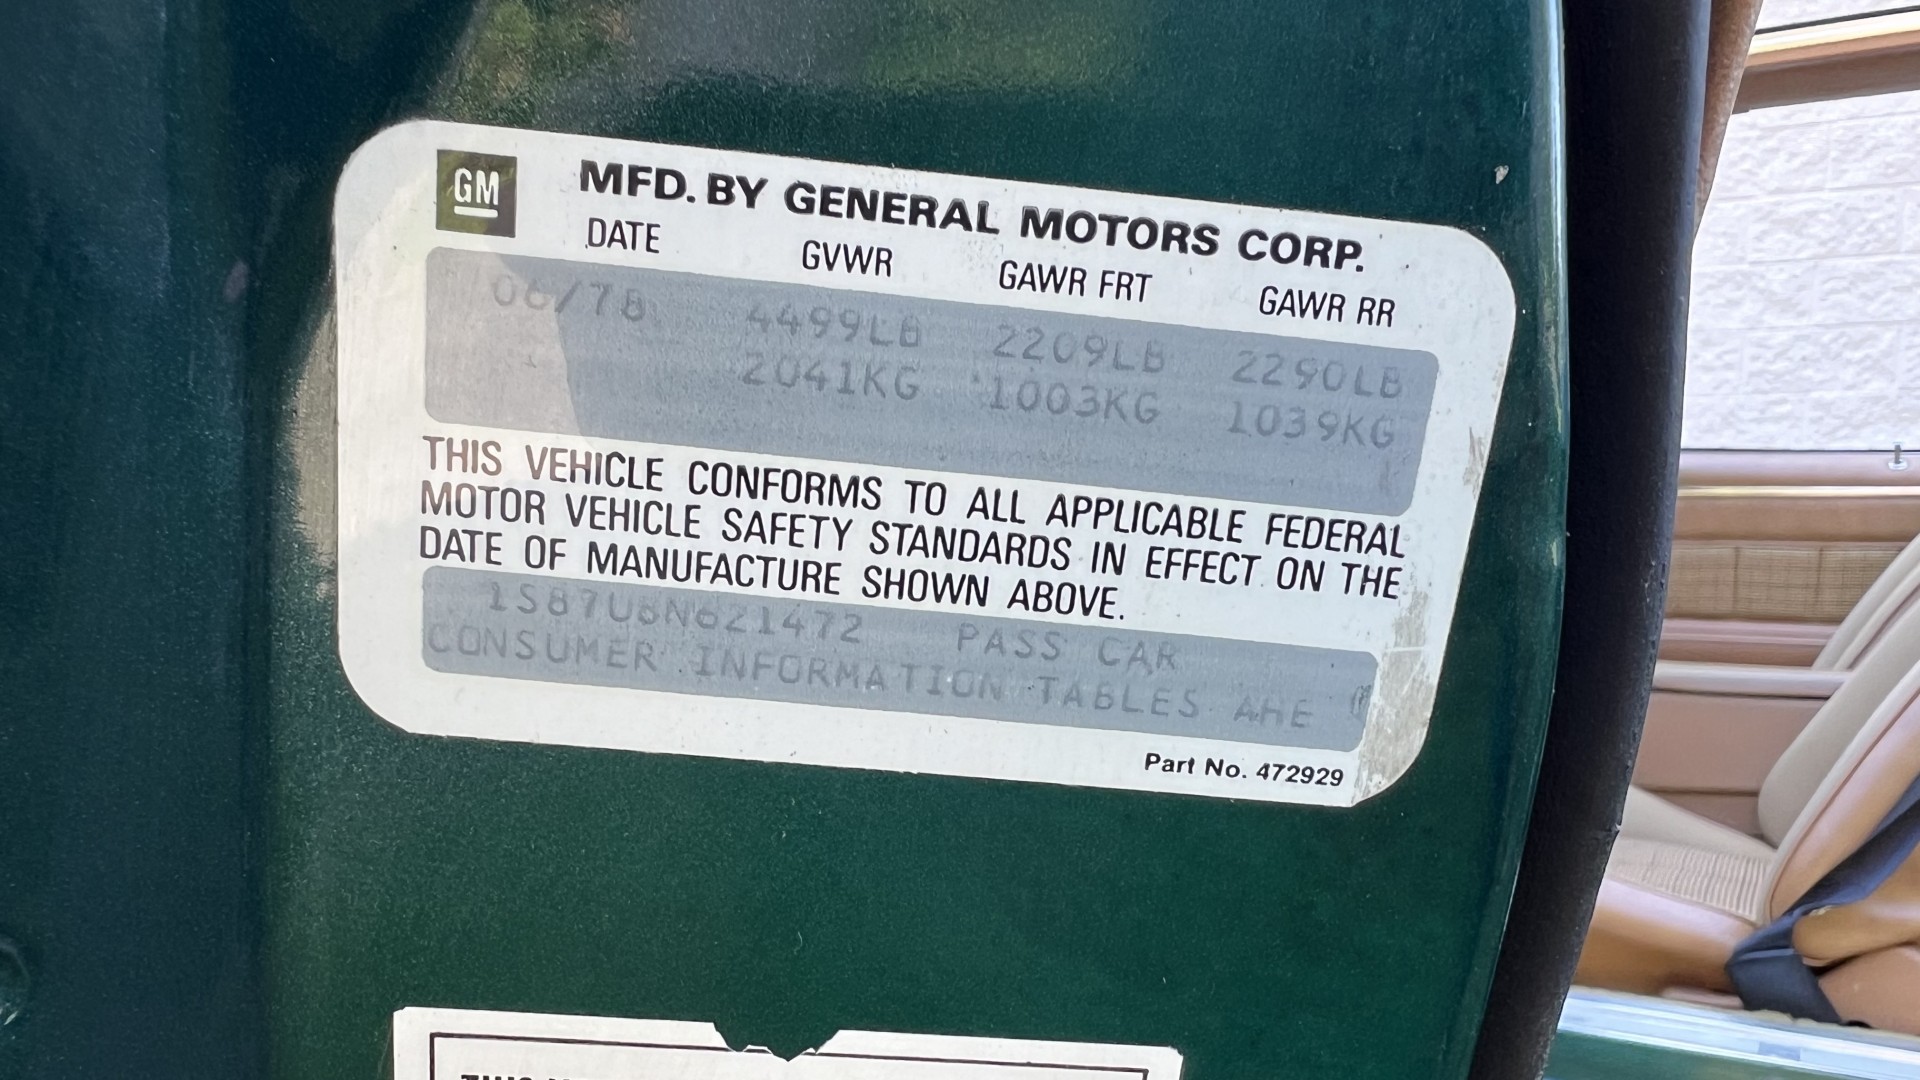 GM
MFD. BY GENERAL MOTORS CORP.
DATE GVWR GAWR FRT GAWR RR
06/78 4499LB 2209LB 2290LB
2041KG 1003KG 1039KG
THIS VEHICLE CONFORMS TO ALL APPLICABLE FEDERAL
MOTOR VEHICLE SAFETY STANDARDS IN EFFECT ON THE
DATE OF MANUFACTURE SHOWN ABOVE.
1S87U8N621472 PASS CAR
CONSUMER INFORMATION TABLES ARE
Part No. 472929